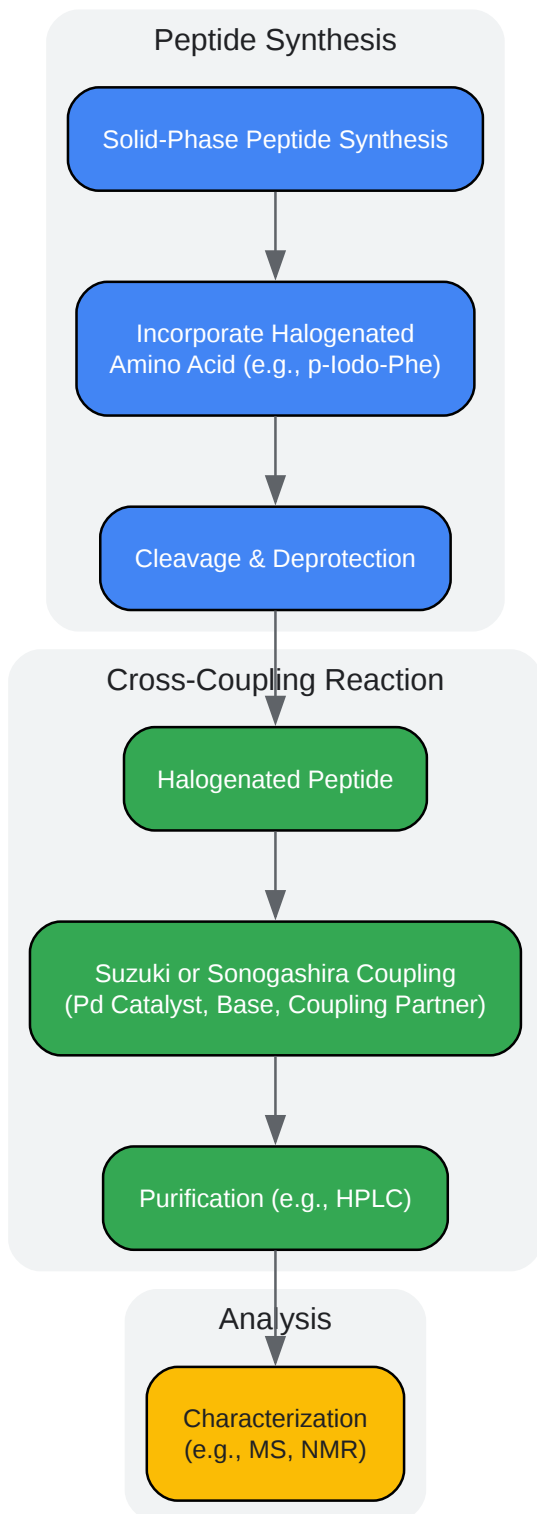 Peptide Synthesis
Solid-Phase Peptide Synthesis
Incorporate Halogenated
Amino Acid (e.g., p-Iodo-Phe)
Cleavage & Deprotection
Cross-Coupling Reaction
Halogenated Peptide
Suzuki or Sonogashira Coupling
(Pd Catalyst, Base, Coupling Partner)
Purification (e.g., HPLC)
Analysis
Characterization
(e.g., MS, NMR)